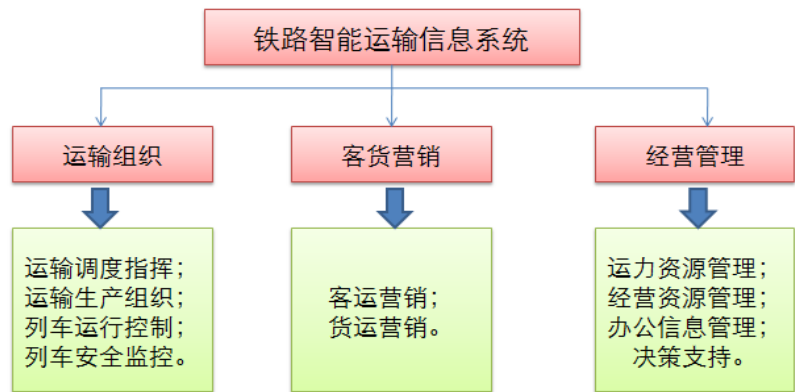 铁路智能运输信息系统
运输组织
客货营销
经营管理
运输调度指挥；
运输生产组织；
列车运行控制；
列车安全监控。
客运营销；
货运营销。
运力资源管理；
经营资源管理；
办公信息管理；
决策支持。